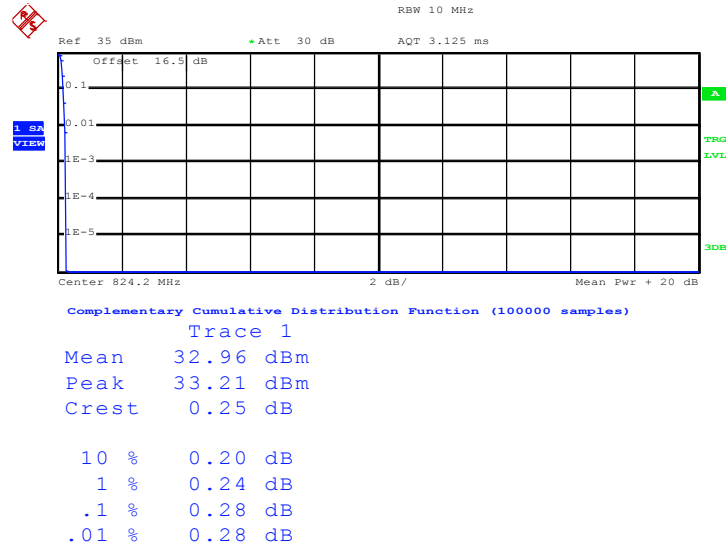 R
S
RBW 10 MHz
Ref 35 dBm *Att 30 dB AQT 3.125 ms
Offset 16.5 dB
0.1
A
0.01
1 SA
VIEW
TRG
LVL
1E-3
1E-4
1E-5
3DB
Center 824.2 MHz 2 dB/ Mean Pwr + 20 dB
Complementary Cumulative Distribution Function (100000 samples)
Trace 1
Mean 32.96 dBm
Peak 33.21 dBm
Crest 0.25 dB
10 % 0.20 dB
1 % 0.24 dB
.1 % 0.28 dB
.01 % 0.28 dB